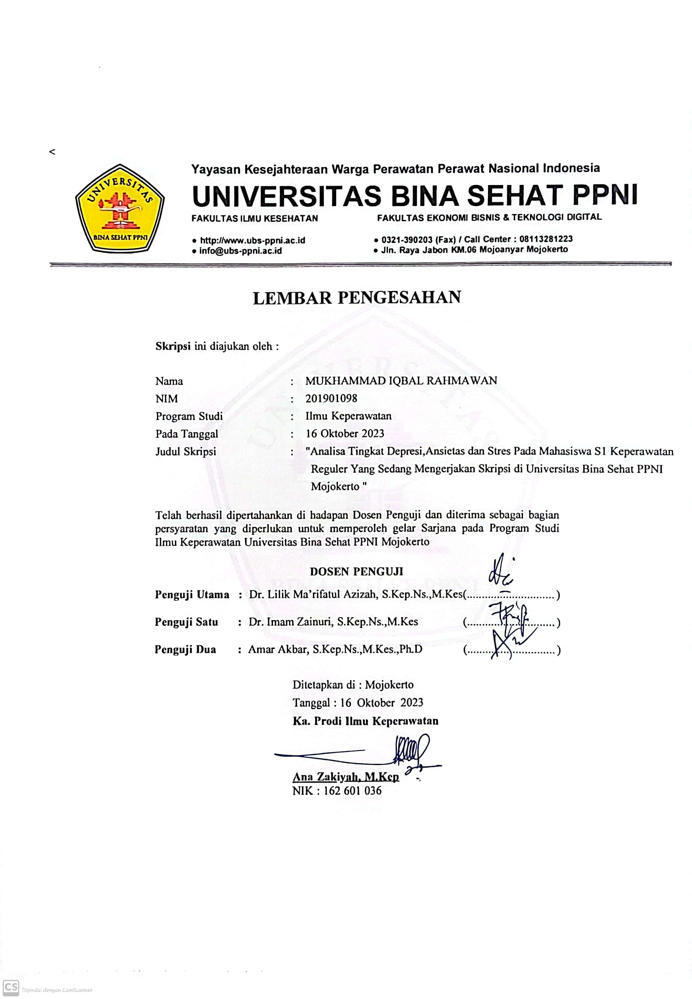 <
UNIVERSITAS
BINA SEHAT PPNI
Yayasan Kesejahteraan Warga Perawatan Perawat Nasional Indonesia
UNIVERSITAS BINA SEHAT PPNI
FAKULTAS ILMU KESEHATAN FAKULTAS EKONOMI BISNIS & TEKNOLOGI DIGITAL
• http://www.ubs-ppni.ac.id • 0321-390203 (Fax) / Call Center : 08113281223
• info@ubs-ppni.ac.id • Jln. Raya Jabon KM.06 Mojoanyar Mojokerto
LEMBAR PENGESAHAN
Skripsi ini diajukan oleh :
Nama : MUKHAMMAD IQBAL RAHMAWAN
NIM : 201901098
Program Studi : Ilmu Keperawatan
Pada Tanggal : 16 Oktober 2023
Judul Skripsi : "Analisa Tingkat Depresi,Ansietas dan Stres Pada Mahasiswa S1 Keperawatan
Reguler Yang Sedang Mengerjakan Skripsi di Universitas Bina Sehat PPNI
Mojokerto "
Telah berhasil dipertahankan di hadapan Dosen Penguji dan diterima sebagai bagian
persyaratan yang diperlukan untuk memperoleh gelar Sarjana pada Program Studi
Ilmu Keperawatan Universitas Bina Sehat PPNI Mojokerto
DOSEN PENGUJI
Penguji Utama : Dr. Lilik Ma’rifatul Azizah, S.Kep.Ns.,M.Kes(..............................)
Penguji Satu : Dr. Imam Zainuri, S.Kep.Ns.,M.Kes (..............................)
Penguji Dua : Amar Akbar, S.Kep.Ns.,M.Kes.,Ph.D (..............................)
Ditetapkan di : Mojokerto
Tanggal : 16 Oktober 2023
Ka. Prodi Ilmu Keperawatan
Ana Zakiyah, M.Kep
NIK : 162 601 036
CS Dipindai dengan CamScanner